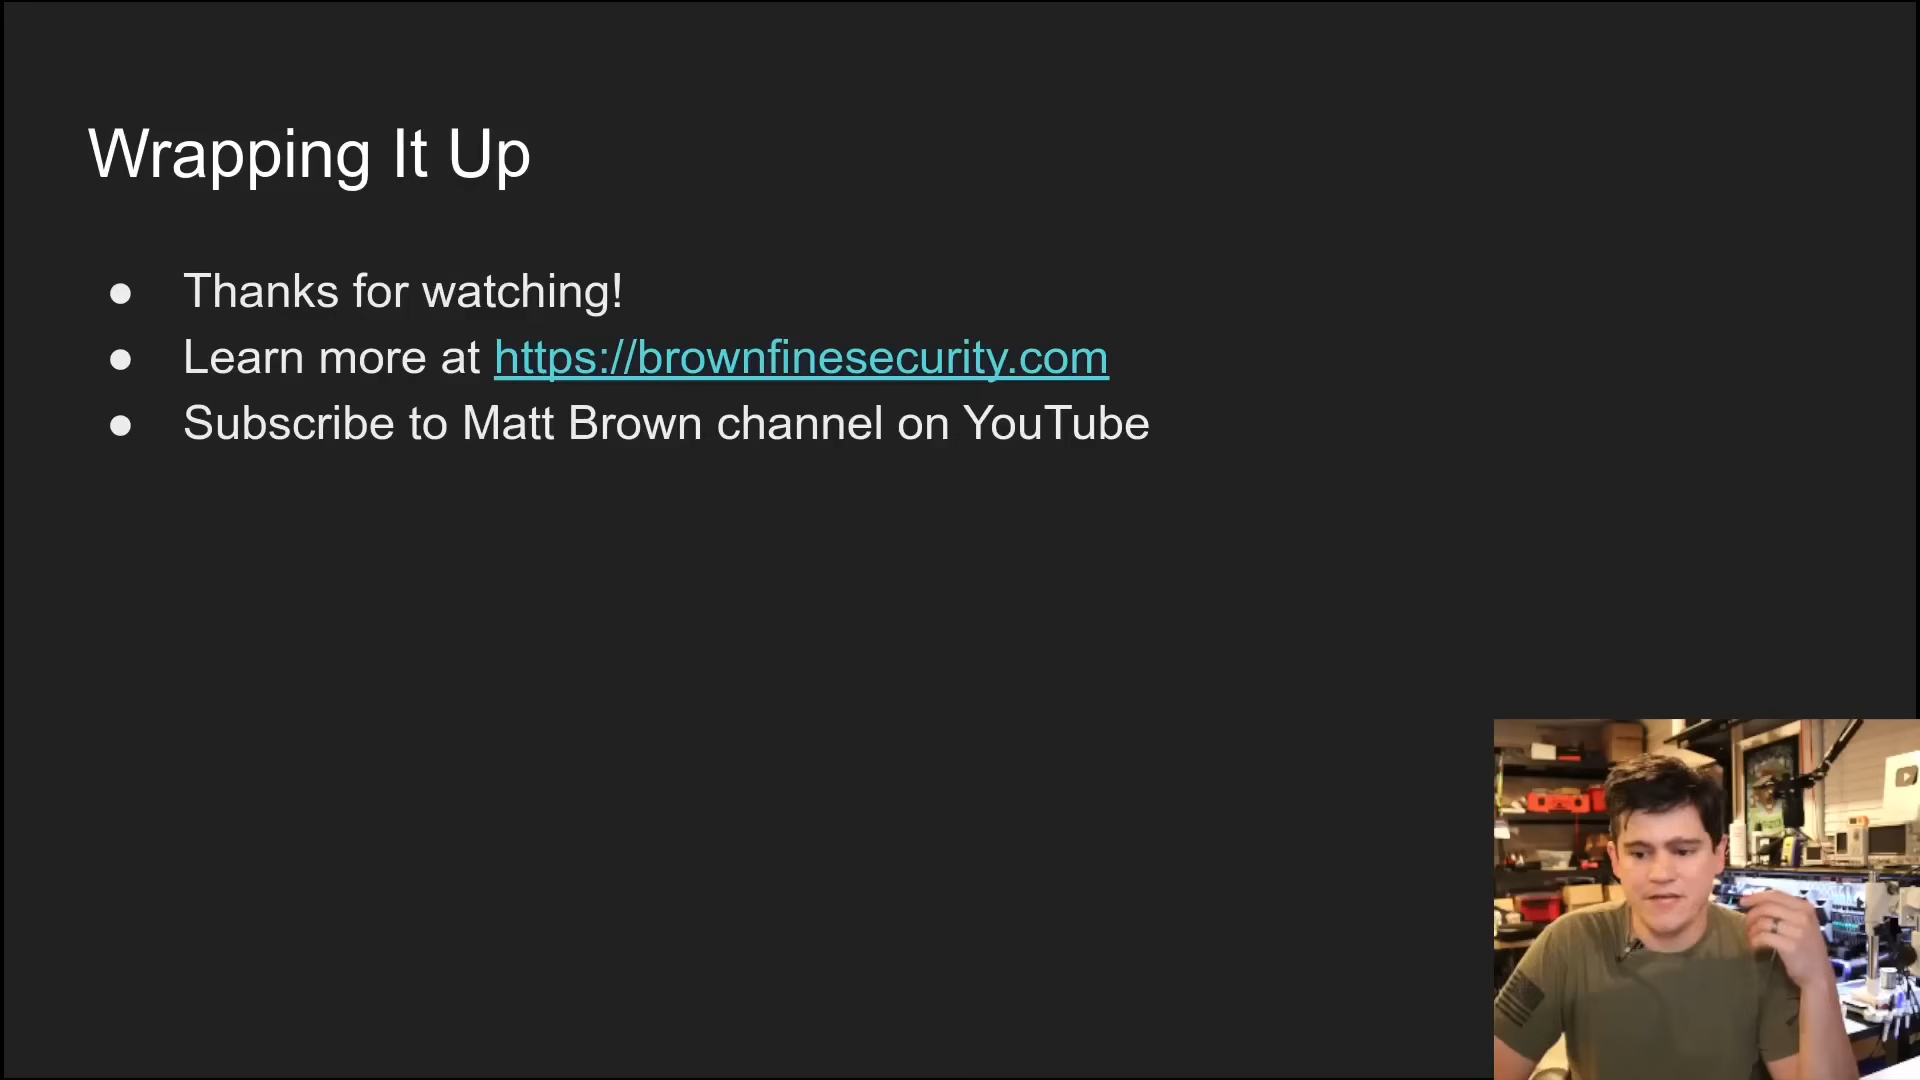 Wrapping It Up
● Thanks for watching!
● Learn more at https://brownfinesecurity.com
● Subscribe to Matt Brown channel on YouTube